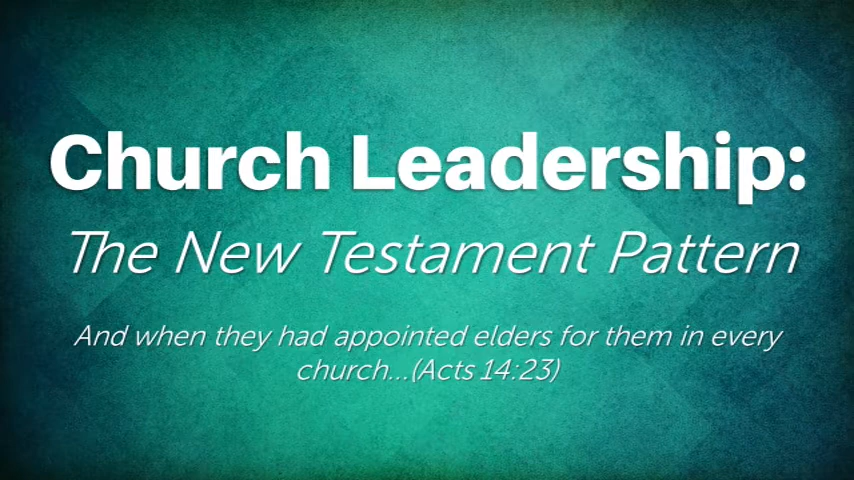 Church Leadership:
The New Testament Pattern
And when they had appointed elders for them in every
church...(Acts 14:23)